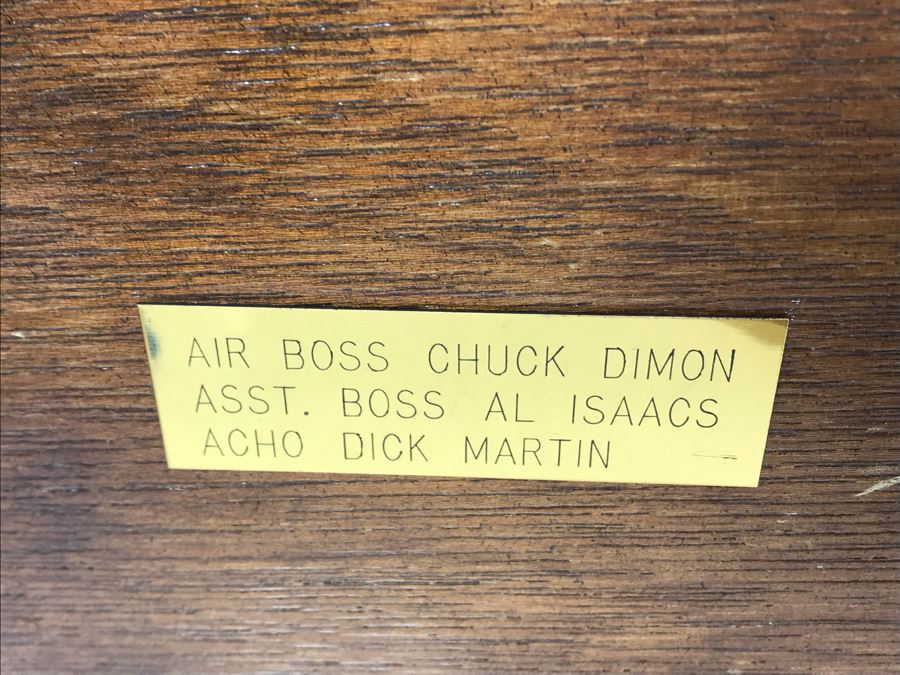 AIR BOSS CHUCK DIMON
ASST. BOSS AL ISAACS
ACHO DICK MARTIN